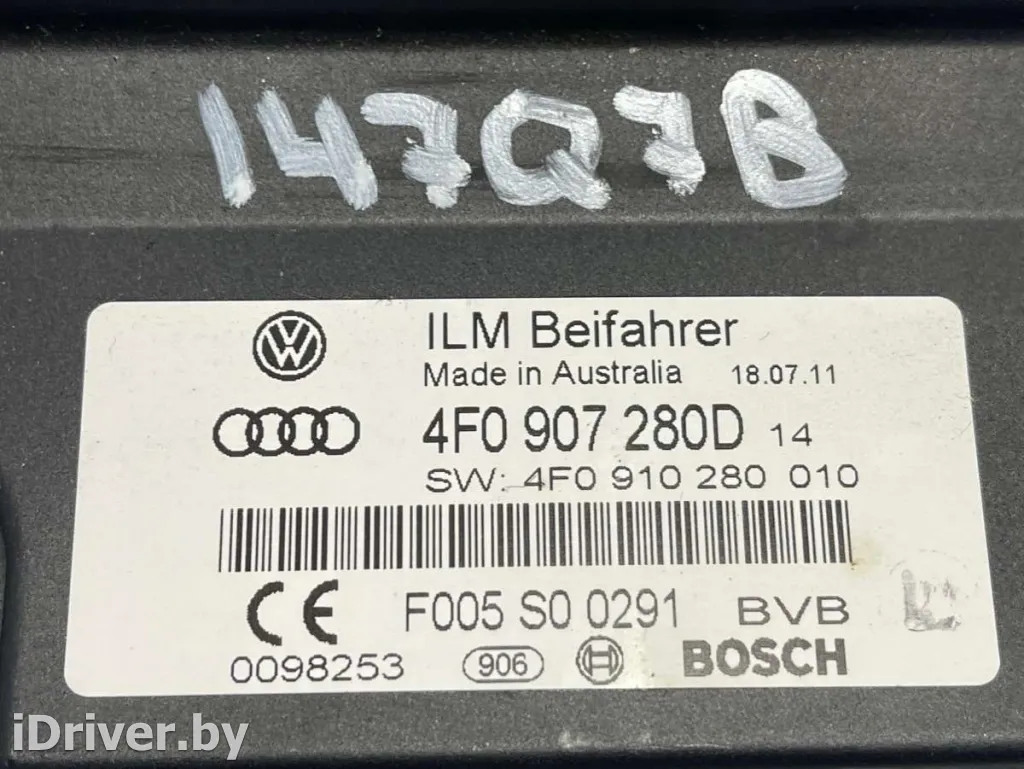 147Q7B
ILM Beifahrer
Made in Australia 18.07.11
4F0 907 280D 14
SW: 4F0 910 280 010
CE F005 S0 0291 BVB
0098253 906 BOSCH
iDriver.by